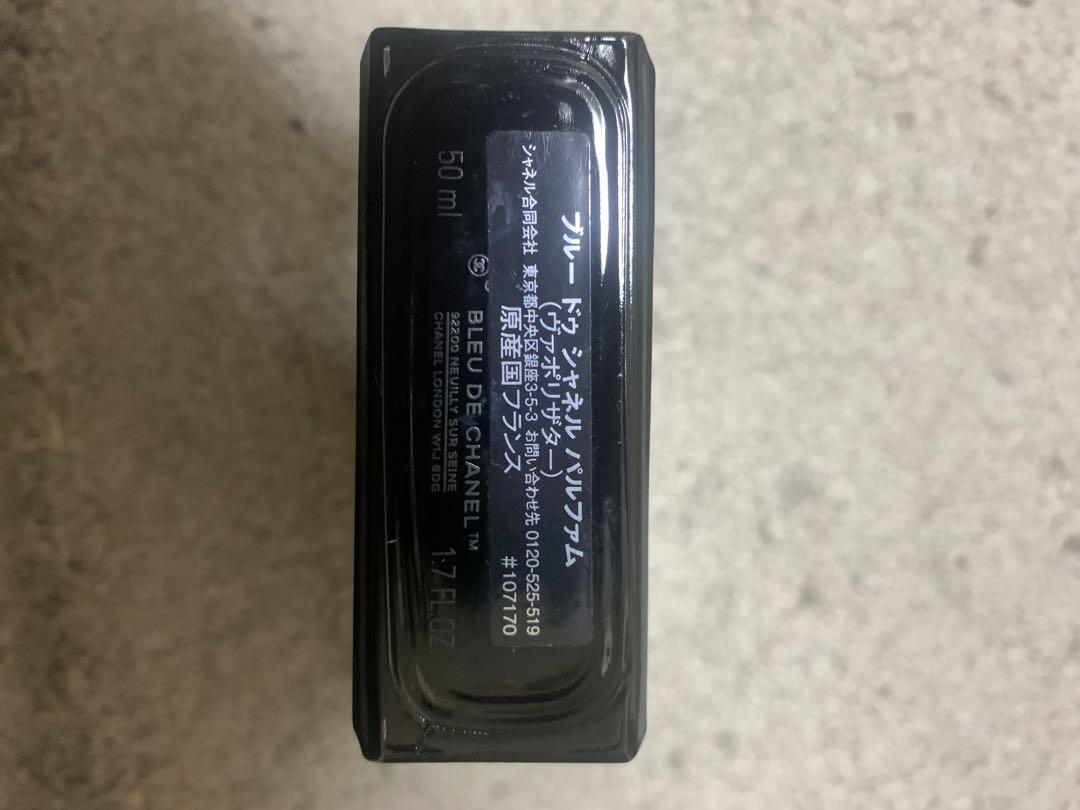 ブルー ドゥ シャネル パルファム
（ヴァポリザター）
シャネル合同会社 東京都中央区銀座3-5-3 お問い合わせ先 0120-525-519
原産国フランス #107170
BLEU DE CHANEL™
92200 NEUILLY SUR SEINE
CHANEL LONDON W1J 6DG
50 ml 1.7 FL.OZ